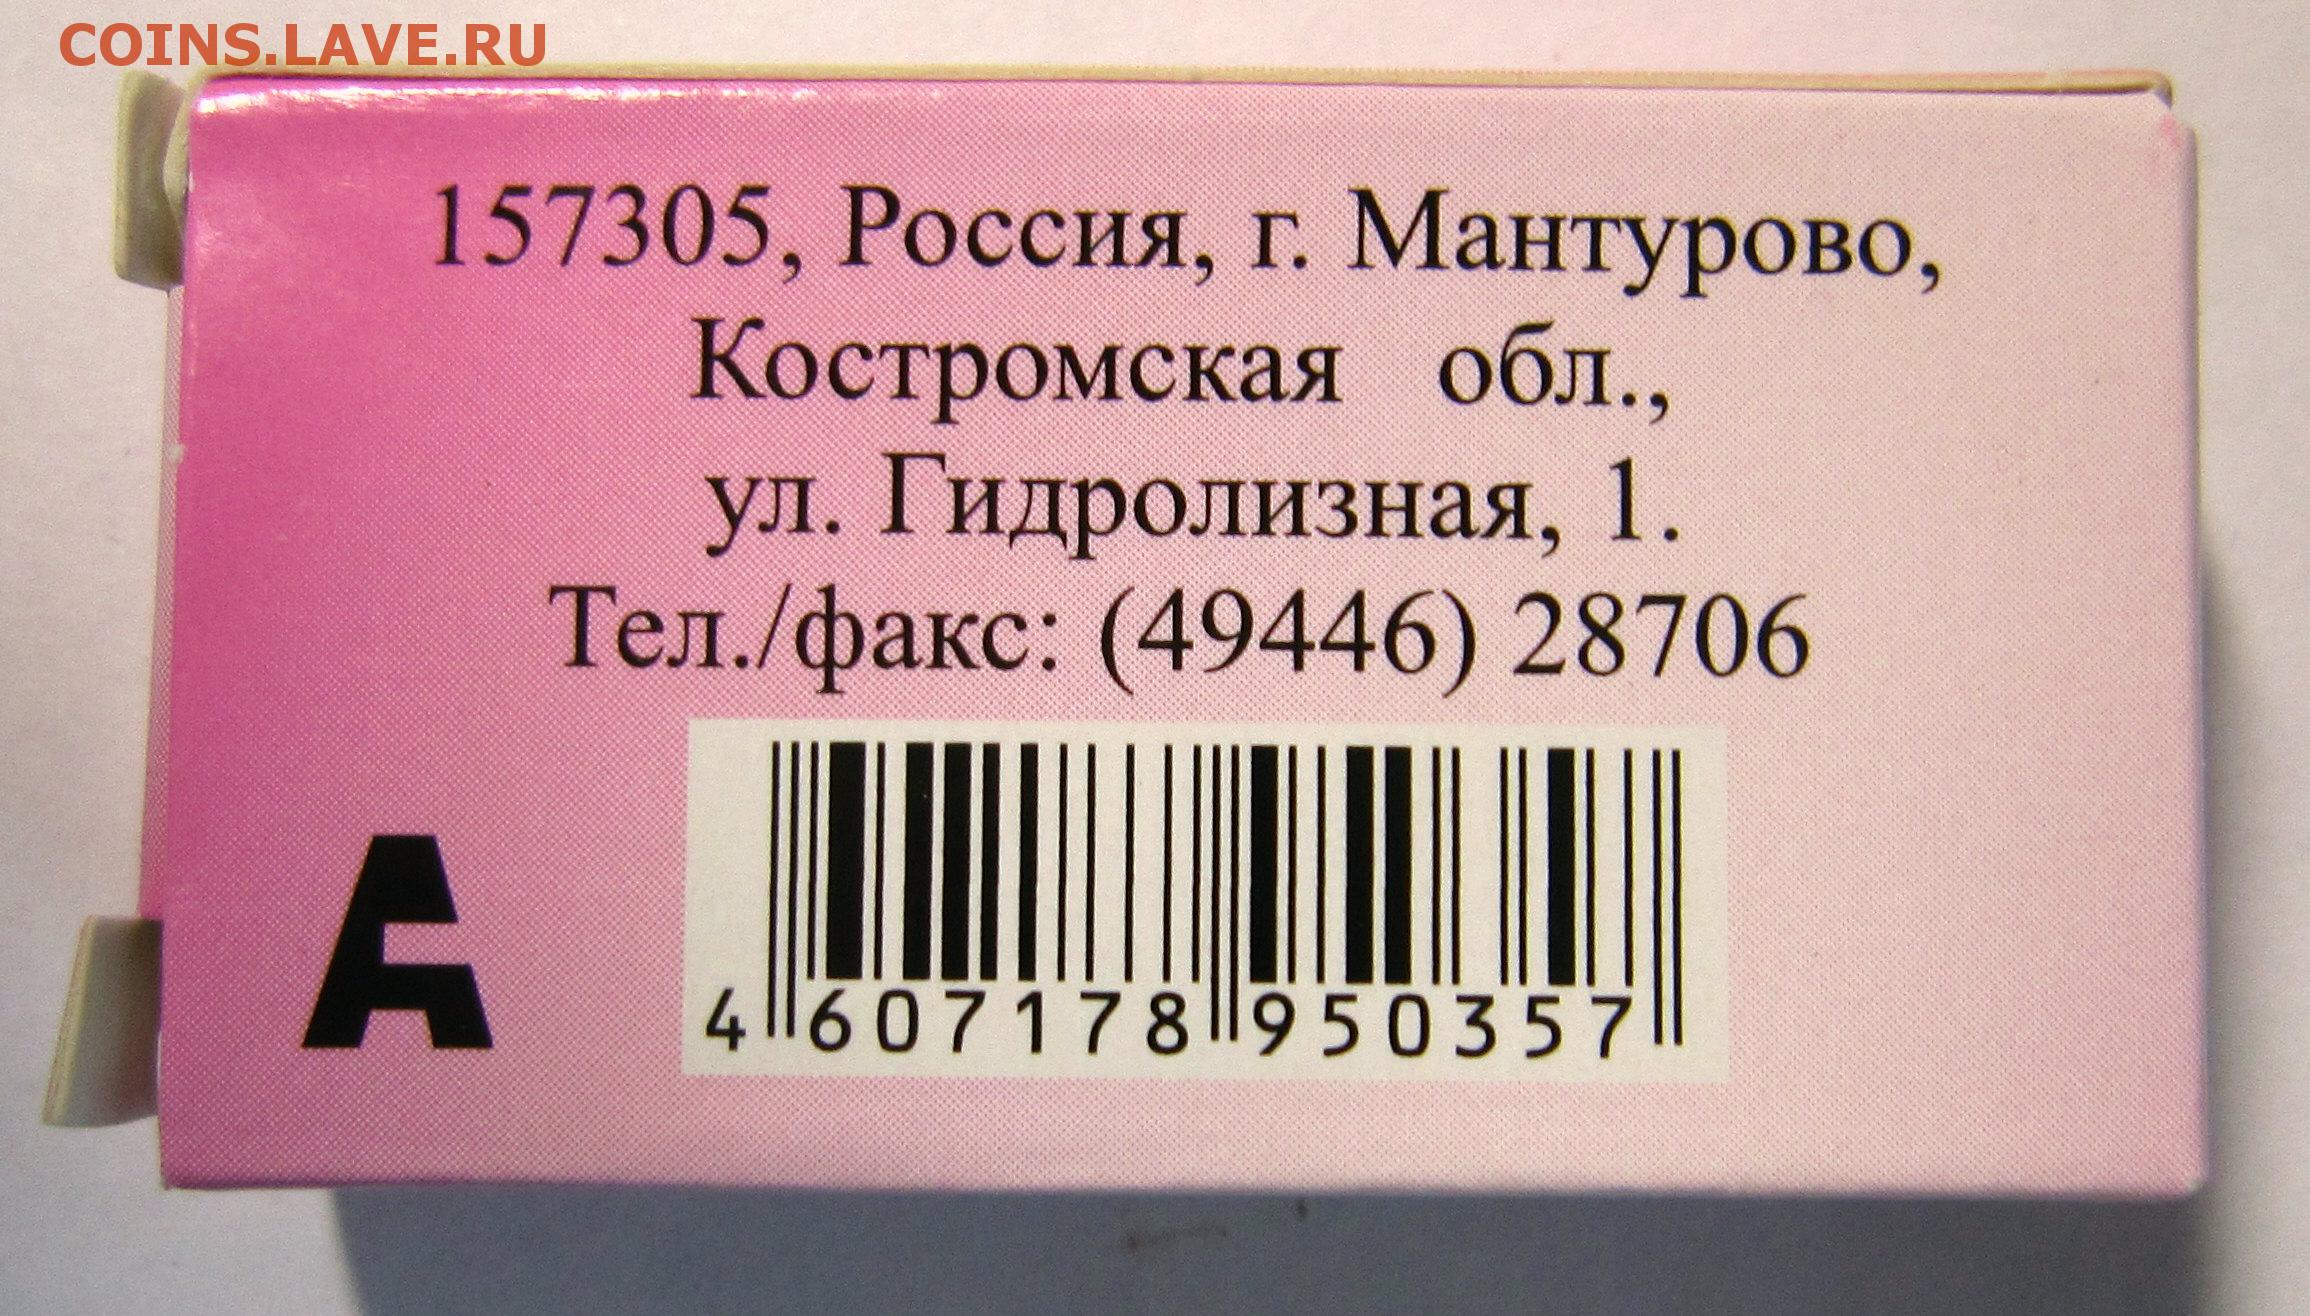 COINS.LAVE.RU
157305, Россия, г. Мантурово,
Костромская обл.,
ул. Гидролизная, 1.
Тел./факс: (49446) 28706
4 607178 950357